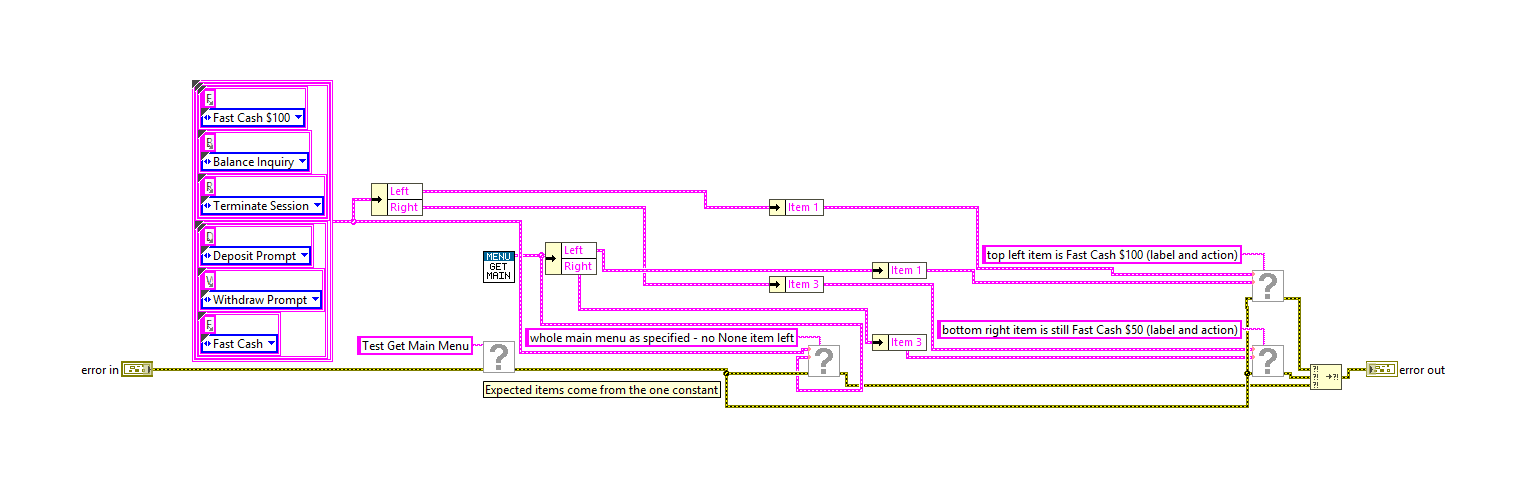 F
Fast Cash $100
B
Balance Inquiry
R
Terminate Session
D
Deposit Prompt
Withdraw Prompt
F
Fast Cash
Left
Right
Item 1
MENU
GET
MAIN
Left
Right
Item 1
Item 3
Item 3
top left item is Fast Cash $100 (label and action)
?
bottom right item is still Fast Cash $50 (label and action)
?
whole main menu as specified - no None item left
?
Test Get Main Menu
?
Expected items come from the one constant
error in
?!
?!
?!
?!
error out